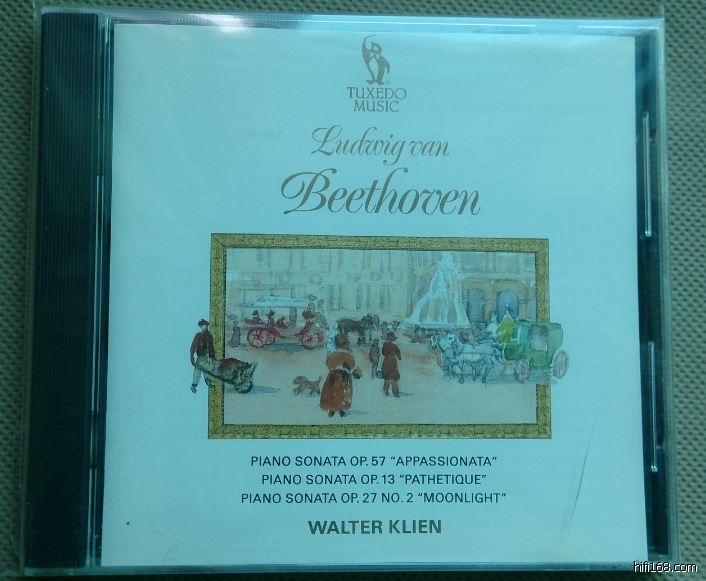 TUXEDO
MUSIC
Ludwig van
Beethoven
PIANO SONATA OP. 57 "APPASSIONATA"
PIANO SONATA OP. 13 "PATHETIQUE"
PIANO SONATA OP. 27 NO. 2 "MOONLIGHT"
WALTER KLIEN
hifi168.com